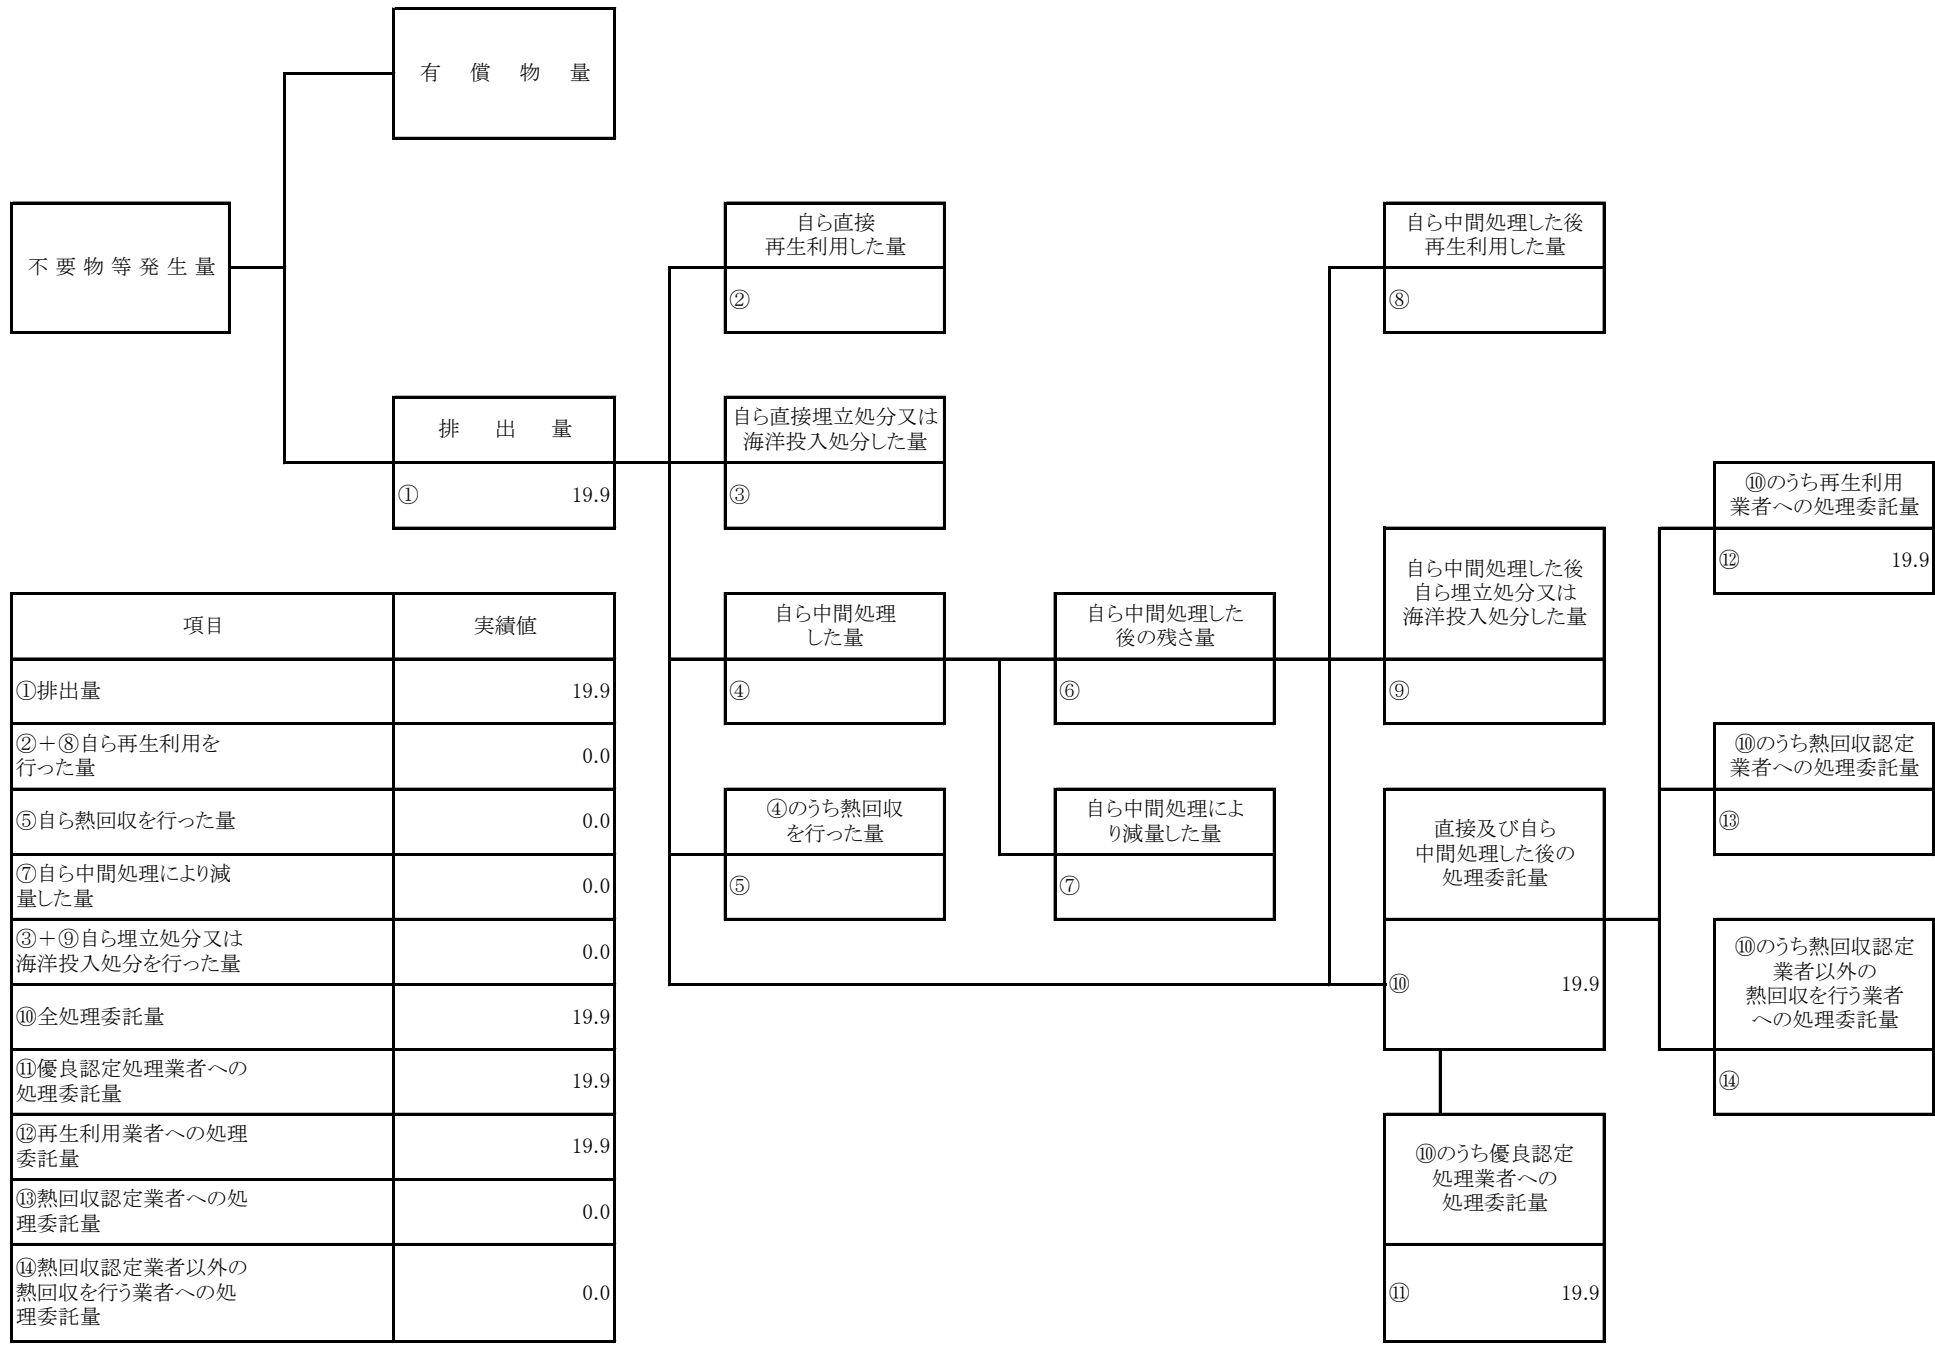 有償物量
不要物等発生量
自ら直接
再生利用した量
②
自ら中間処理した後
再生利用した量
⑧
排出量
① 19.9
自ら直接埋立処分又は
海洋投入処分した量
③
⑩のうち再生利用
業者への処理委託量
⑫ 19.9
自ら中間処理した後
自ら埋立処分又は
海洋投入処分した量
⑨
自ら中間処理
した量
④
自ら中間処理した
後の残さ量
⑥
⑩のうち熱回収認定
業者への処理委託量
⑬
④のうち熱回収
を行った量
⑤
自ら中間処理によ
り減量した量
⑦
直接及び自ら
中間処理した後の
処理委託量
⑩ 19.9
⑩のうち熱回収認定
業者以外の
熱回収を行う業者
への処理委託量
⑭
⑩のうち優良認定
処理業者への
処理委託量
⑪ 19.9
項目 実績値
①排出量 19.9
②＋⑧自ら再生利用を
行った量 0.0
⑤自ら熱回収を行った量 0.0
⑦自ら中間処理により減
量した量 0.0
③＋⑨自ら埋立処分又は
海洋投入処分を行った量 0.0
⑩全処理委託量 19.9
⑪優良認定処理業者への
処理委託量 19.9
⑫再生利用業者への処理
委託量 19.9
⑬熱回収認定業者への処
理委託量 0.0
⑭熱回収認定業者以外の
熱回収を行う業者への処
理委託量 0.0